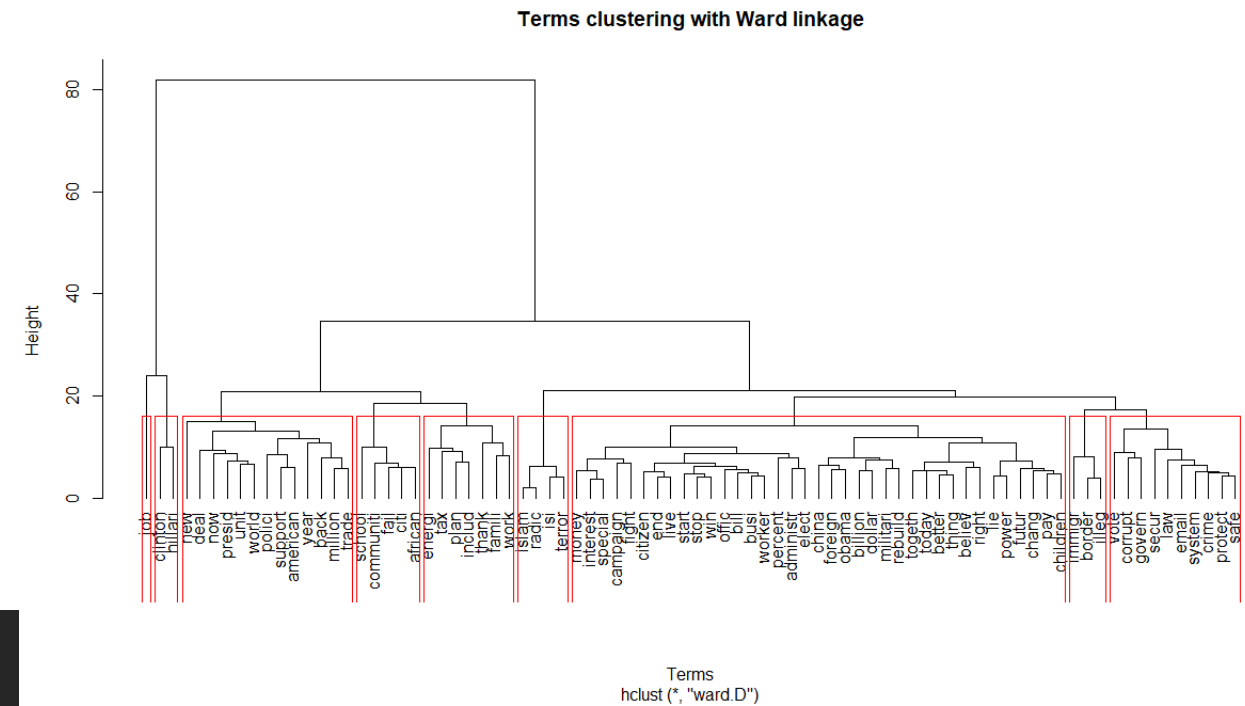 Terms clustering with Ward linkage
Height
80
60
40
20
0
job
clinton
hillari
new
deal
now
presid
unit
world
polici
support
american
year
back
million
trade
school
communiti
fail
citi
african
energi
tax
plan
includ
thank
famili
work
islam
radic
isi
terror
money
interest
special
campaign
fight
citizen
end
live
start
stop
win
offic
bill
busi
worker
percent
administr
elect
china
foreign
obama
billion
dollar
militari
rebuild
togeth
today
better
thing
believ
right
lie
power
futur
chang
pay
children
immigr
border
illeg
vote
corrupt
govern
secur
law
email
system
crime
protect
safe
Terms
hclust (*, "ward.D")